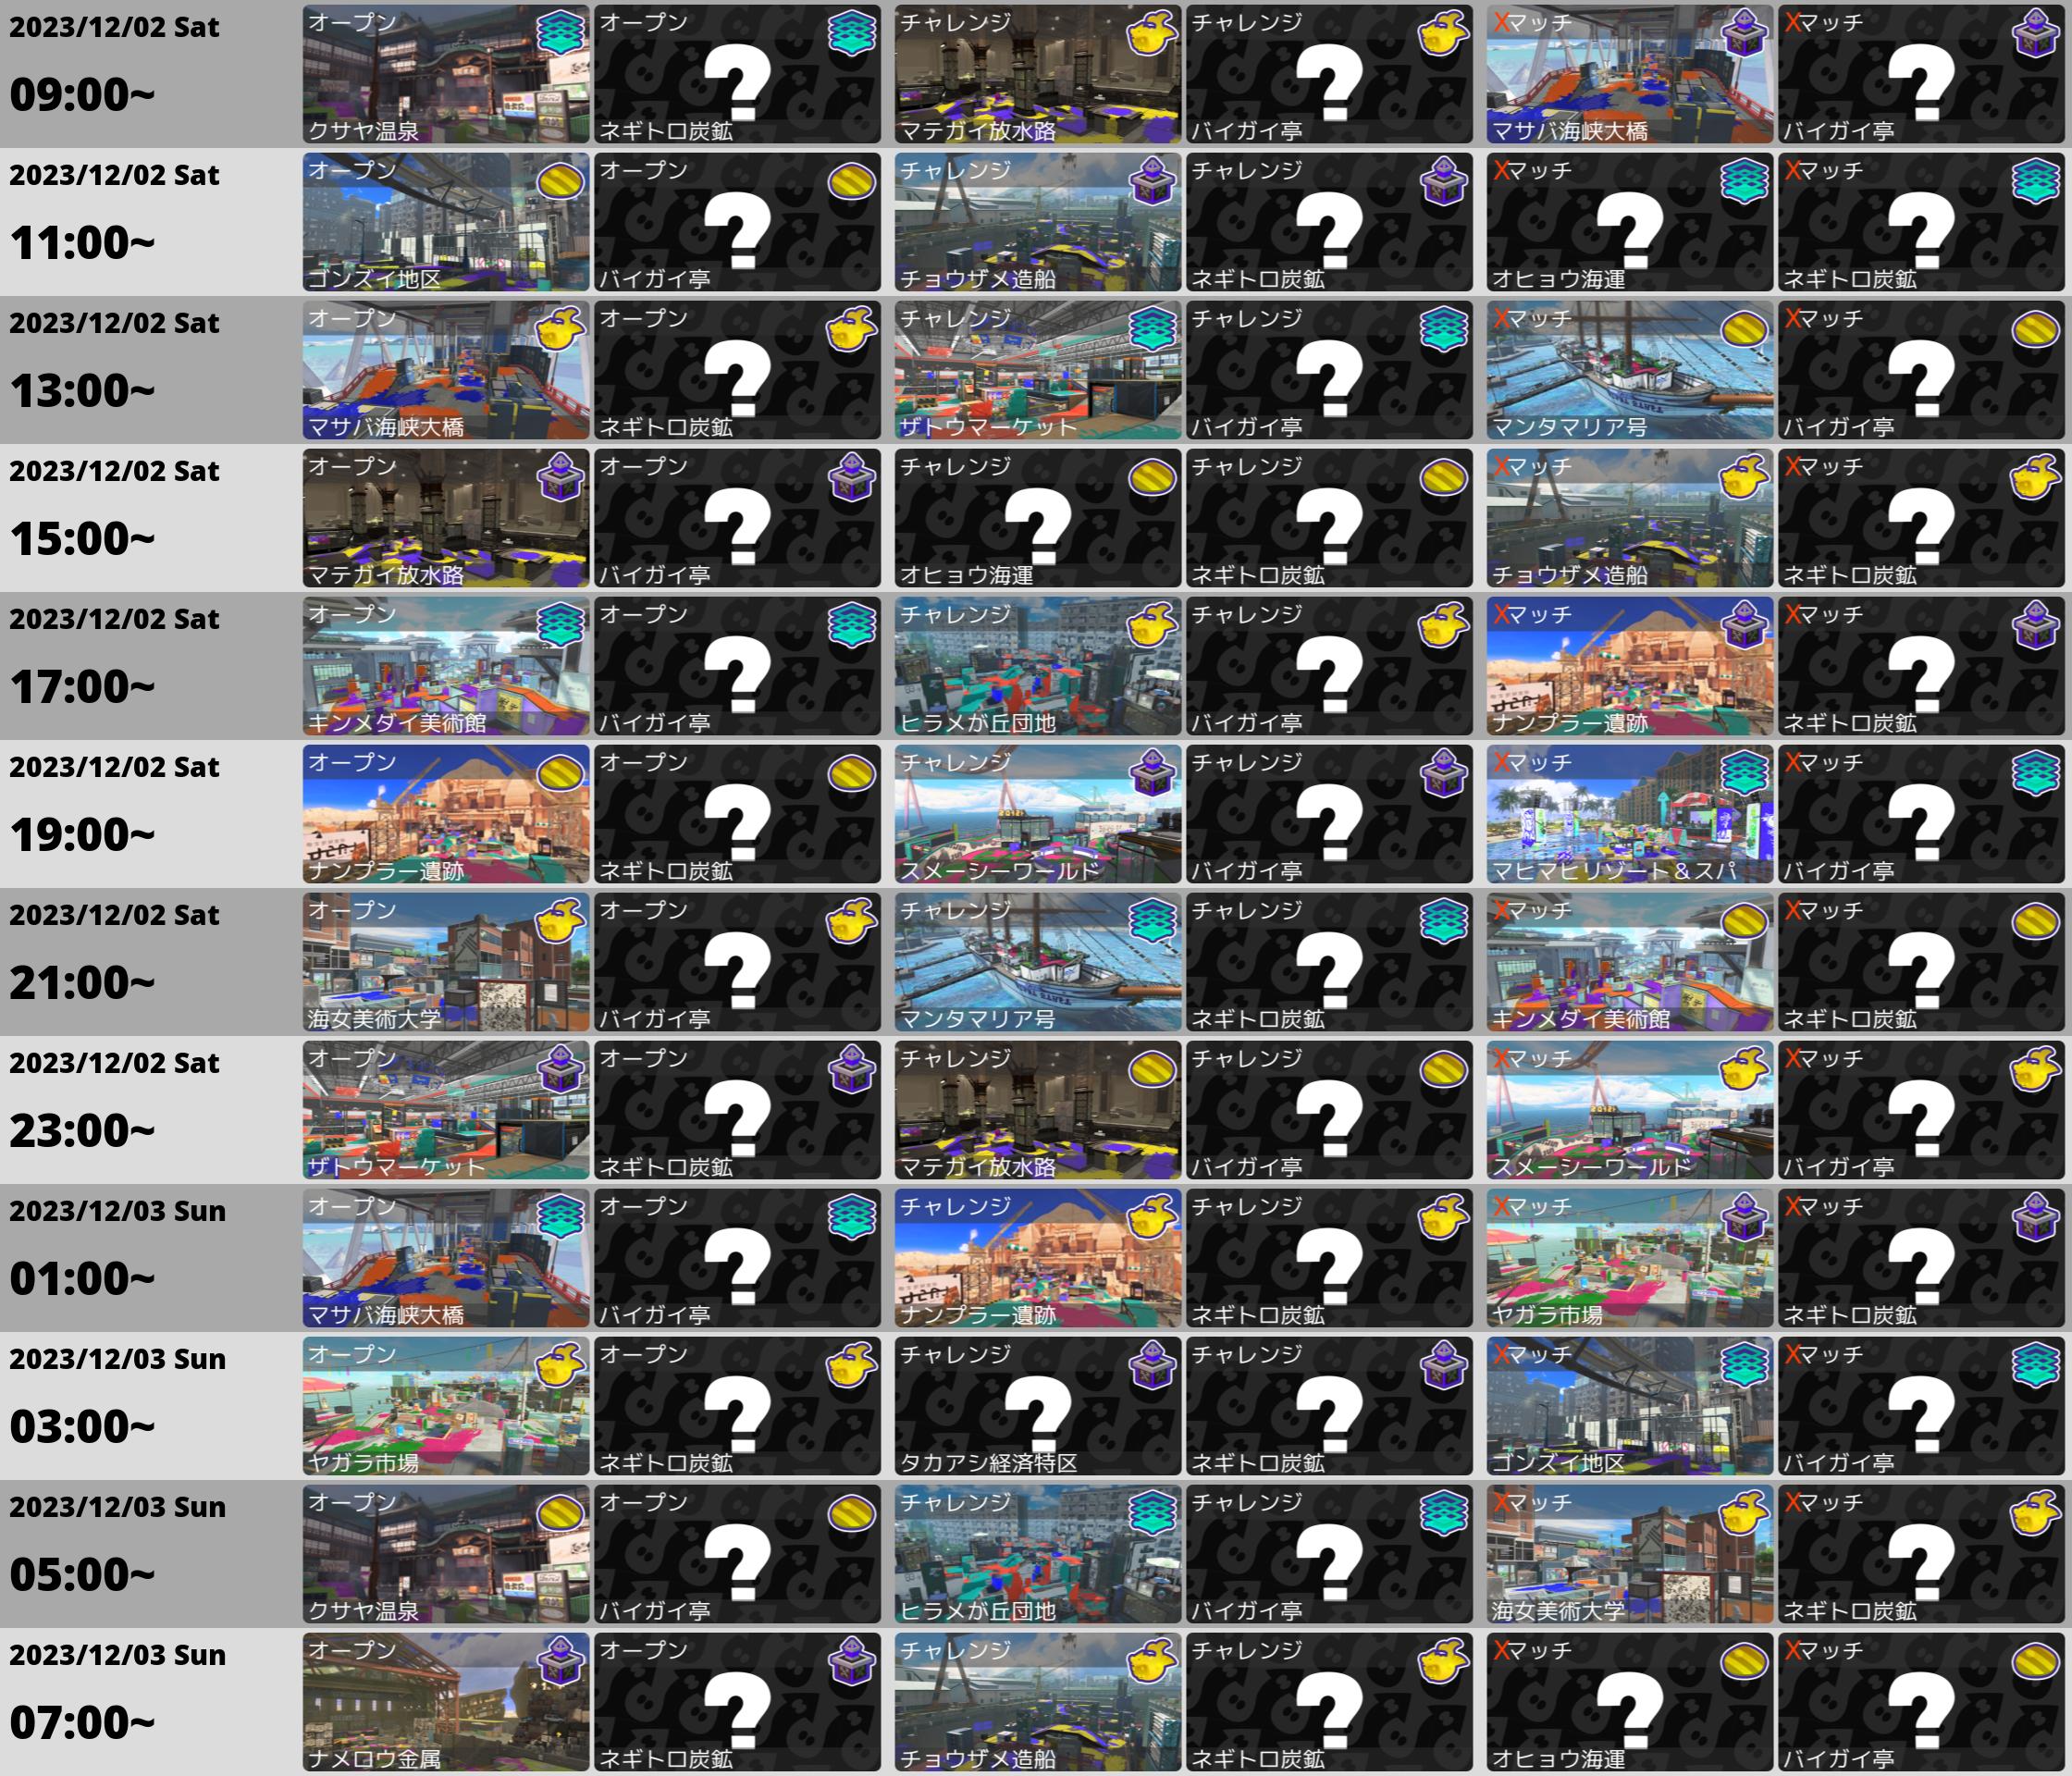 2023/12/02 Sat
09:00~
オープン
クサヤ温泉
オープン
ネギトロ炭鉱
チャレンジ
マテガイ放水路
チャレンジ
バイガイ亭
Xマッチ
マサバ海峡大橋
Xマッチ
バイガイ亭
2023/12/02 Sat
11:00~
オープン
ゴンズイ地区
オープン
バイガイ亭
チャレンジ
チョウザメ造船
チャレンジ
ネギトロ炭鉱
Xマッチ
オヒョウ海運
Xマッチ
ネギトロ炭鉱
2023/12/02 Sat
13:00~
オープン
マサバ海峡大橋
オープン
ネギトロ炭鉱
チャレンジ
ザトウマーケット
チャレンジ
バイガイ亭
Xマッチ
マンタマリア号
Xマッチ
バイガイ亭
2023/12/02 Sat
15:00~
オープン
マテガイ放水路
オープン
バイガイ亭
チャレンジ
オヒョウ海運
チャレンジ
ネギトロ炭鉱
Xマッチ
チョウザメ造船
Xマッチ
ネギトロ炭鉱
2023/12/02 Sat
17:00~
オープン
キンメダイ美術館
オープン
バイガイ亭
チャレンジ
ヒラメが丘団地
チャレンジ
バイガイ亭
Xマッチ
ナンプラー遺跡
Xマッチ
ネギトロ炭鉱
2023/12/02 Sat
19:00~
オープン
ナンプラー遺跡
オープン
ネギトロ炭鉱
チャレンジ
スメーシーワールド
チャレンジ
バイガイ亭
Xマッチ
マヒマヒリゾート＆スパ
Xマッチ
バイガイ亭
2023/12/02 Sat
21:00~
オープン
海女美術大学
オープン
バイガイ亭
チャレンジ
マンタマリア号
チャレンジ
ネギトロ炭鉱
Xマッチ
キンメダイ美術館
Xマッチ
ネギトロ炭鉱
2023/12/02 Sat
23:00~
オープン
ザトウマーケット
オープン
ネギトロ炭鉱
チャレンジ
マテガイ放水路
チャレンジ
バイガイ亭
Xマッチ
スメーシーワールド
Xマッチ
バイガイ亭
2023/12/03 Sun
01:00~
オープン
マサバ海峡大橋
オープン
バイガイ亭
チャレンジ
ナンプラー遺跡
チャレンジ
ネギトロ炭鉱
Xマッチ
ヤガラ市場
Xマッチ
ネギトロ炭鉱
2023/12/03 Sun
03:00~
オープン
ヤガラ市場
オープン
ネギトロ炭鉱
チャレンジ
タカアシ経済特区
チャレンジ
ネギトロ炭鉱
Xマッチ
ゴンズイ地区
Xマッチ
バイガイ亭
2023/12/03 Sun
05:00~
オープン
クサヤ温泉
オープン
バイガイ亭
チャレンジ
ヒラメが丘団地
チャレンジ
バイガイ亭
Xマッチ
海女美術大学
Xマッチ
ネギトロ炭鉱
2023/12/03 Sun
07:00~
オープン
ナメロウ金属
オープン
ネギトロ炭鉱
チャレンジ
チョウザメ造船
チャレンジ
ネギトロ炭鉱
Xマッチ
オヒョウ海運
Xマッチ
バイガイ亭